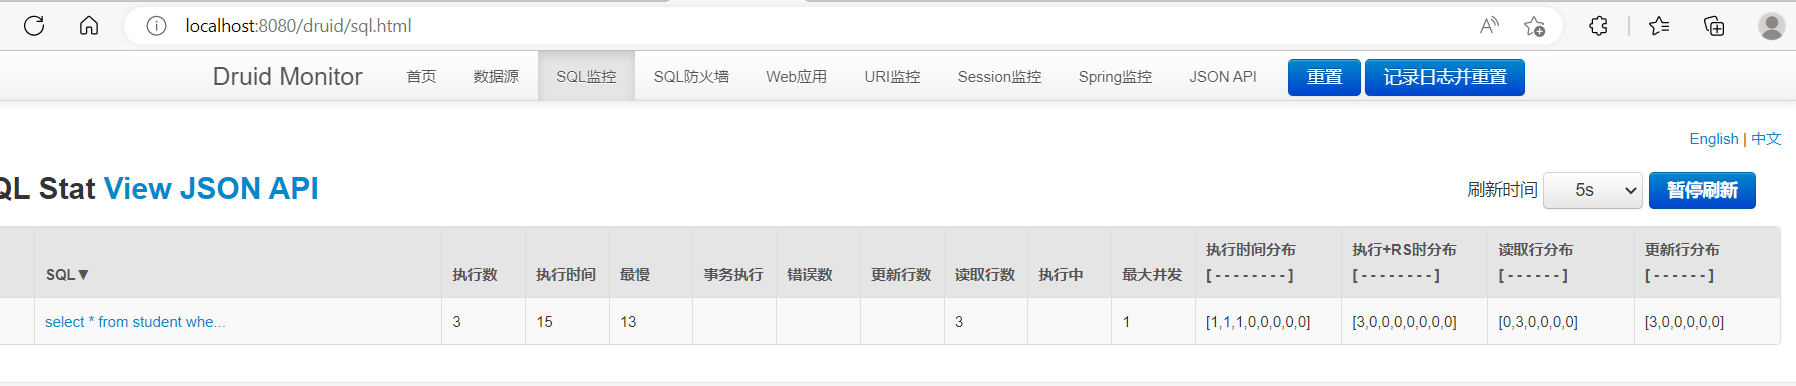 localhost:8080/druid/sql.html
Druid Monitor 首页 数据源 SQL监控 SQL防火墙 Web应用 URI监控 Session监控 Spring监控 JSON API 重置 记录日志并重置
English | 中文
QL Stat View JSON API 刷新时间 5s 暂停刷新
SQL▼ 执行数 执行时间 最慢 事务执行 错误数 更新行数 读取行数 执行中 最大并发 执行时间分布 [ - - - - - - - - ] 执行+RS时分布 [ - - - - - - - - ] 读取行分布 [ - - - - - - ] 更新行分布 [ - - - - - - ]
select * from student whe... 3 15 13 3 1 [1,1,1,0,0,0,0,0] [3,0,0,0,0,0,0,0] [0,3,0,0,0,0] [3,0,0,0,0,0]